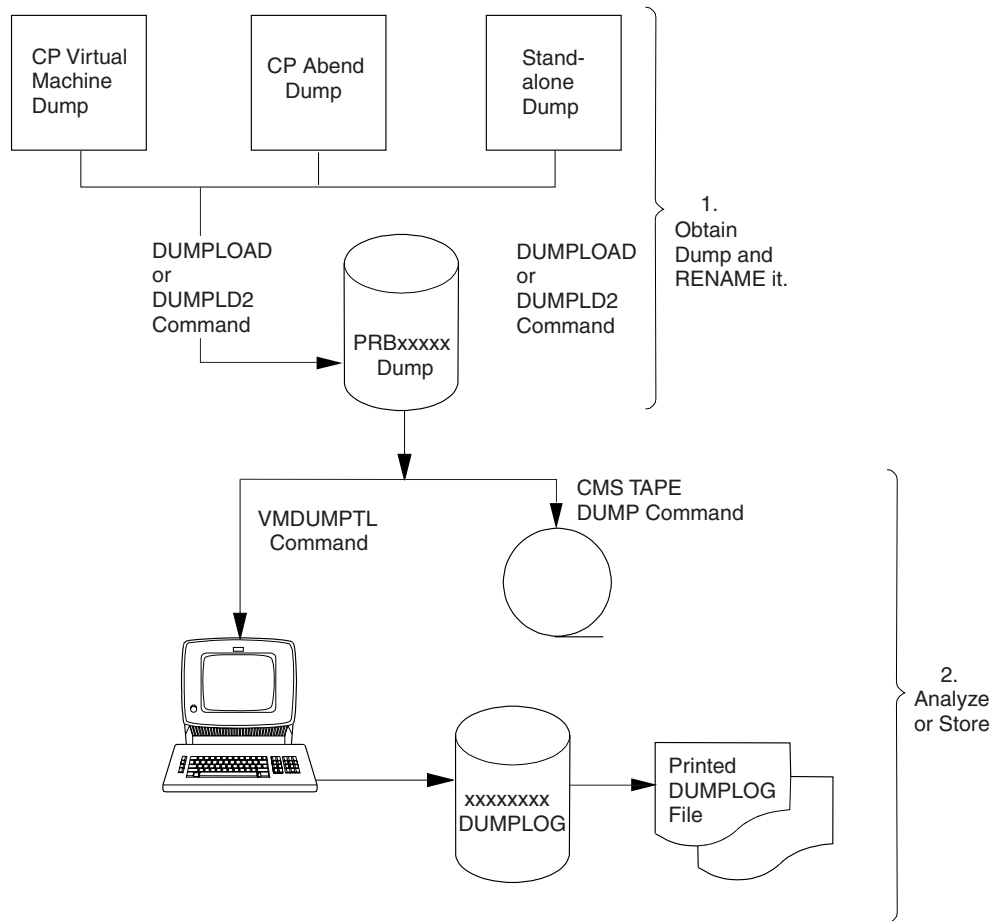 CP Virtual
Machine
Dump
CP Abend
Dump
Stand-
alone
Dump
1.
Obtain
Dump and
RENAME it.
DUMPLOAD
or
DUMPLD2
Command
PRBxxxxx
Dump
DUMPLOAD
or
DUMPLD2
Command
VMDUMPTL
Command
CMS TAPE
DUMP Command
2.
Analyze
or Store
xxxxxxxx
DUMPLOG
Printed
DUMPLOG
File